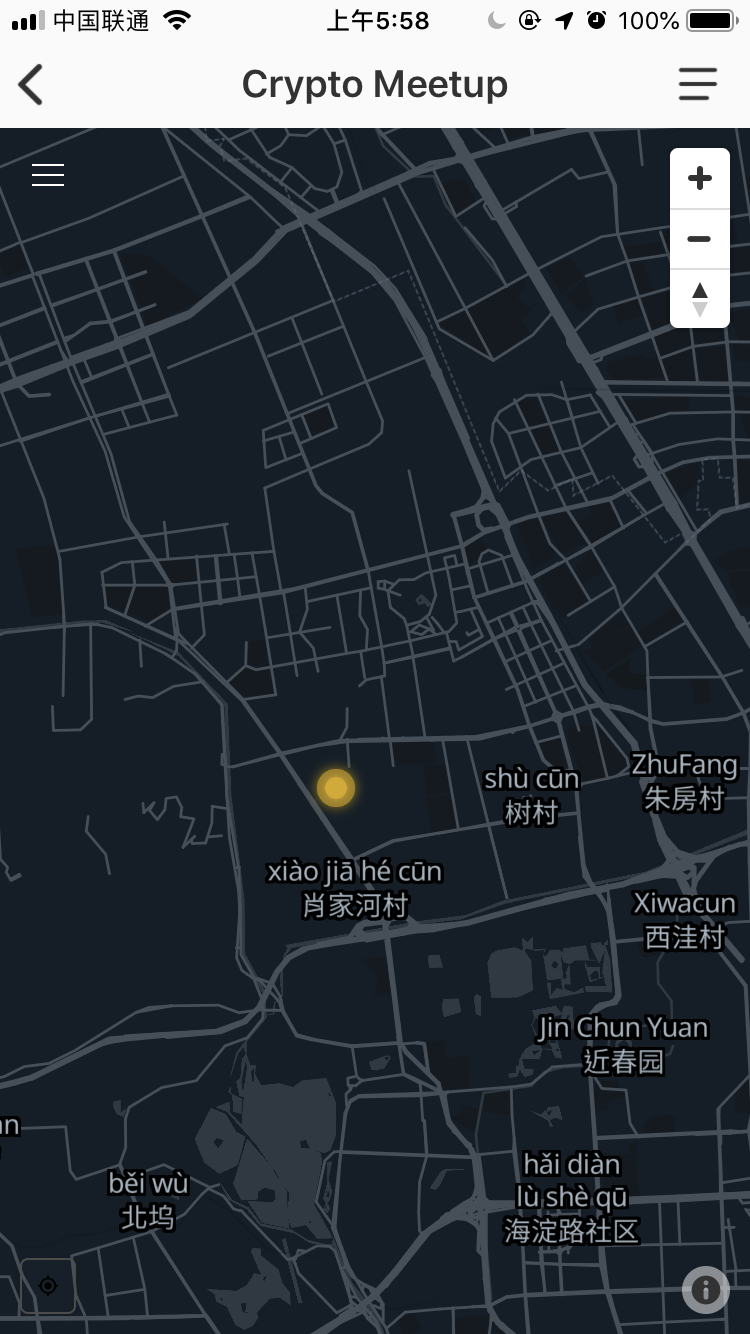 中国联通 上午5:58 100%
Crypto Meetup
shù cūn
树村
ZhuFang
朱房村
xiào jiā hé cūn
肖家河村
Xiwacun
西洼村
Jin Chun Yuan
近春园
hǎi diàn
lù shè qū
海淀路社区
běi wù
北坞